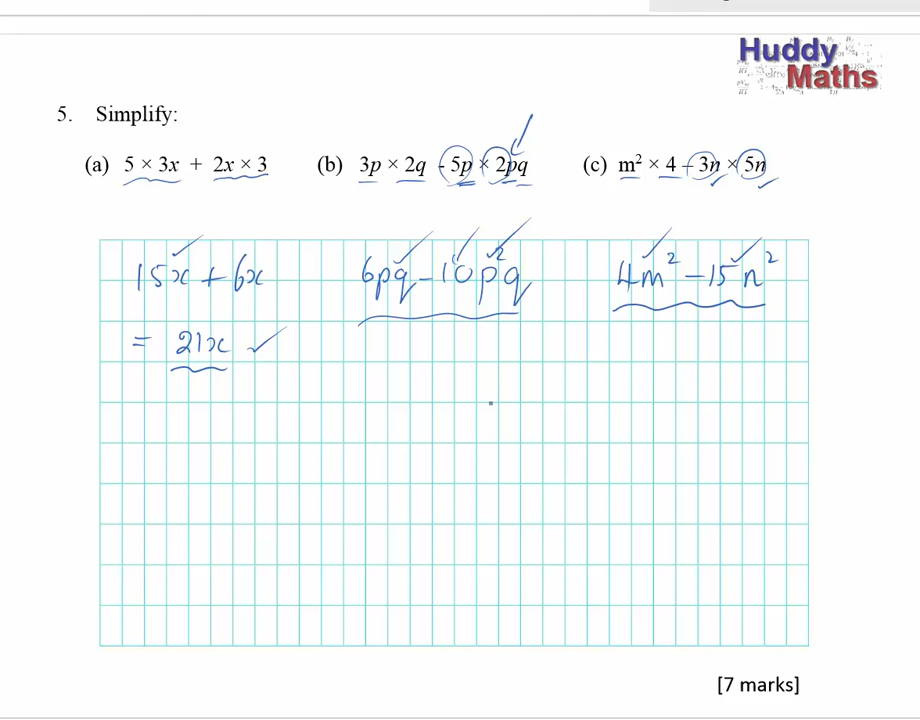 Huddy
Maths
5. Simplify:
(a) 5 × 3x + 2x × 3 (b) 3p × 2q - 5p × 2pq (c) m² × 4 – 3n × 5n
15x + 6x 6pq – 10p²q 4m² – 15n²
= 21x
[7 marks]